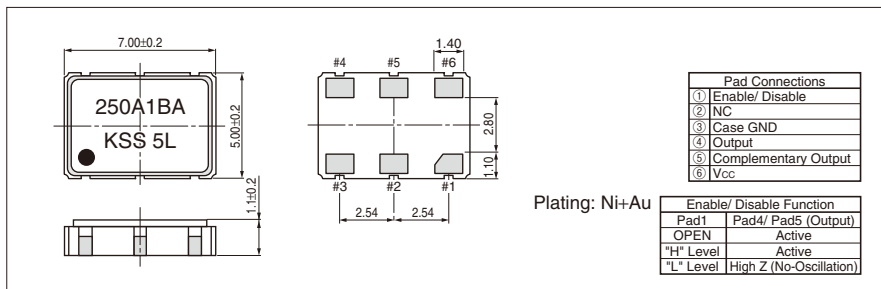 7.00±0.2
250A1BA
KSS 5L
5.00±0.2
1.1±0.2
#4 #5 #6
1.40
2.80
1.10
#3 #2 #1
2.54 2.54
Plating: Ni+Au
Pad Connections
① Enable/ Disable
② NC
③ Case GND
④ Output
⑤ Complementary Output
⑥ Vcc
Enable/ Disable Function
Pad1 Pad4/ Pad5 (Output)
OPEN Active
"H" Level Active
"L" Level High Z (No-Oscillation)